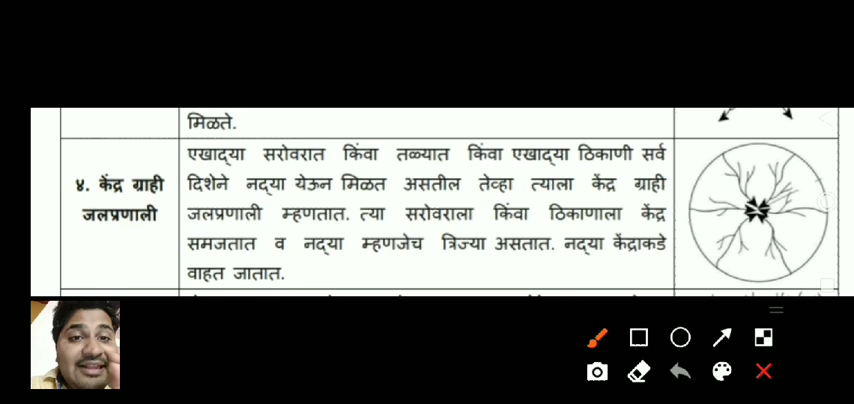 मिळते.
४. केंद्र ग्राही
जलप्रणाली
एखाद्या सरोवरात किंवा तळ्यात किंवा एखाद्या ठिकाणी सर्व
दिशेने नद्या येऊन मिळत असतील तेव्हा त्याला केंद्र ग्राही
जलप्रणाली म्हणतात. त्या सरोवराला किंवा ठिकाणाला केंद्र
समजतात व नद्या म्हणजेच त्रिज्या असतात. नद्या केंद्राकडे
वाहत जातात.